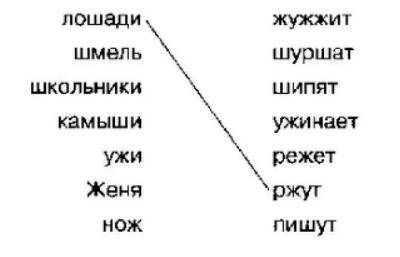 лошади жужжит
шмель шуршат
школьники шипят
камыши ужинает
ужи режет
Женя ржут
нож пишут